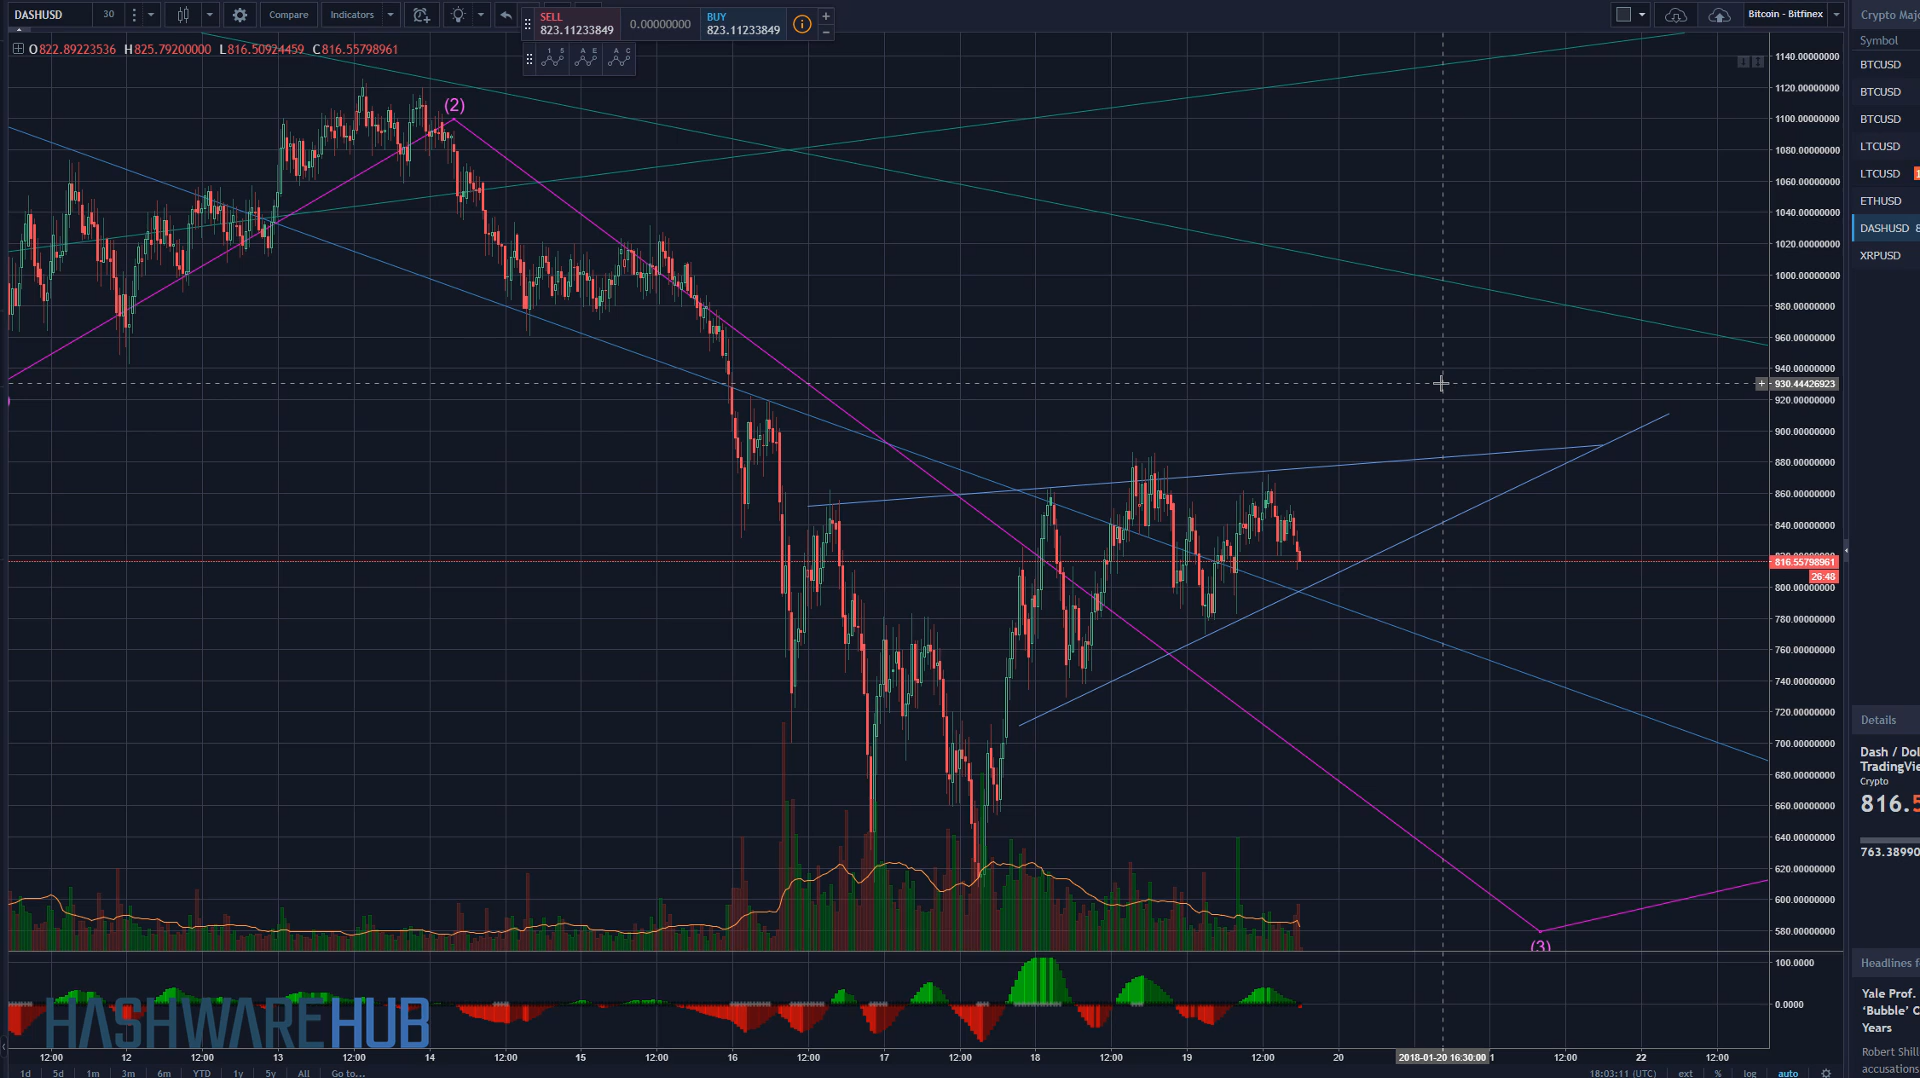 DASHUSD 30 Compare Indicators
SELL
823.11233849
0.00000000
BUY
823.11233849
Bitcoin - Bitfinex
Crypto Maj
Symbol
O822.89223536 H825.79200000 L816.50924459 C816.55798961
1 5 A E A C
BTCUSD
BTCUSD
BTCUSD
LTCUSD
LTCUSD
ETHUSD
DASHUSD 8
XRPUSD
1140.00000000
1120.00000000
1100.00000000
1080.00000000
1060.00000000
1040.00000000
1020.00000000
1000.00000000
980.00000000
960.00000000
940.00000000
930.44426923
920.00000000
900.00000000
880.00000000
860.00000000
840.00000000
820.00000000
816.55798961
26:48
800.00000000
780.00000000
760.00000000
740.00000000
720.00000000
700.00000000
680.00000000
660.00000000
640.00000000
620.00000000
600.00000000
580.00000000
100.0000
0.0000
(2)
(3)
Details
Dash / Dol
TradingVie
Crypto
816.5
763.38990
Headlines f
Yale Prof.
‘Bubble’ C
Years
Robert Shill
accusations
HASHWAREHUB
12:00 12 12:00 13 12:00 14 12:00 15 12:00 16 12:00 17 12:00 18 12:00 19 12:00 20 2018-01-20 16:30:00 1 12:00 22 12:00
1d 5d 1m 3m 6m YTD 1y 5y All Go to... 18:03:11 (UTC) ext % log auto